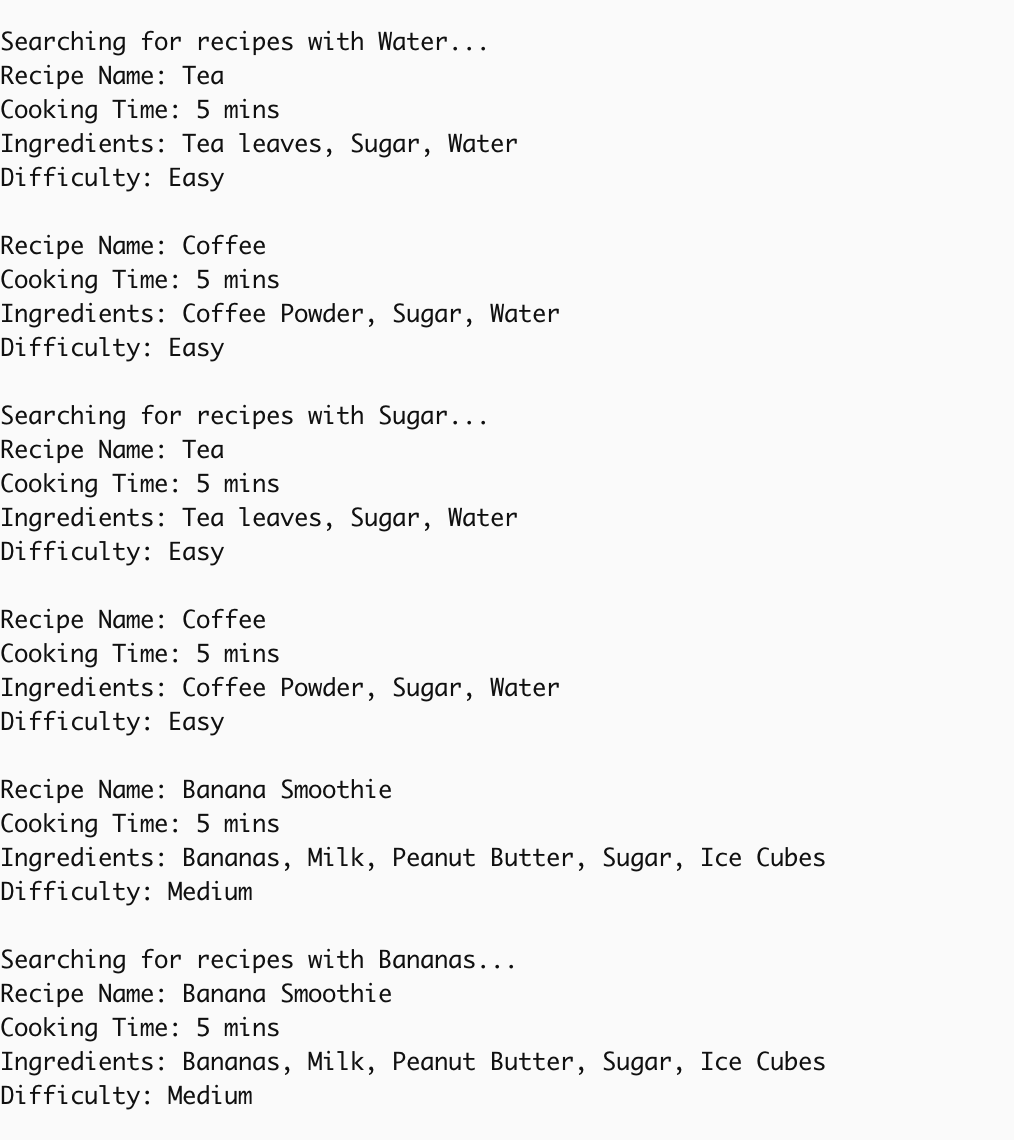 Searching for recipes with Water...
Recipe Name: Tea
Cooking Time: 5 mins
Ingredients: Tea leaves, Sugar, Water
Difficulty: Easy

Recipe Name: Coffee
Cooking Time: 5 mins
Ingredients: Coffee Powder, Sugar, Water
Difficulty: Easy

Searching for recipes with Sugar...
Recipe Name: Tea
Cooking Time: 5 mins
Ingredients: Tea leaves, Sugar, Water
Difficulty: Easy

Recipe Name: Coffee
Cooking Time: 5 mins
Ingredients: Coffee Powder, Sugar, Water
Difficulty: Easy

Recipe Name: Banana Smoothie
Cooking Time: 5 mins
Ingredients: Bananas, Milk, Peanut Butter, Sugar, Ice Cubes
Difficulty: Medium

Searching for recipes with Bananas...
Recipe Name: Banana Smoothie
Cooking Time: 5 mins
Ingredients: Bananas, Milk, Peanut Butter, Sugar, Ice Cubes
Difficulty: Medium